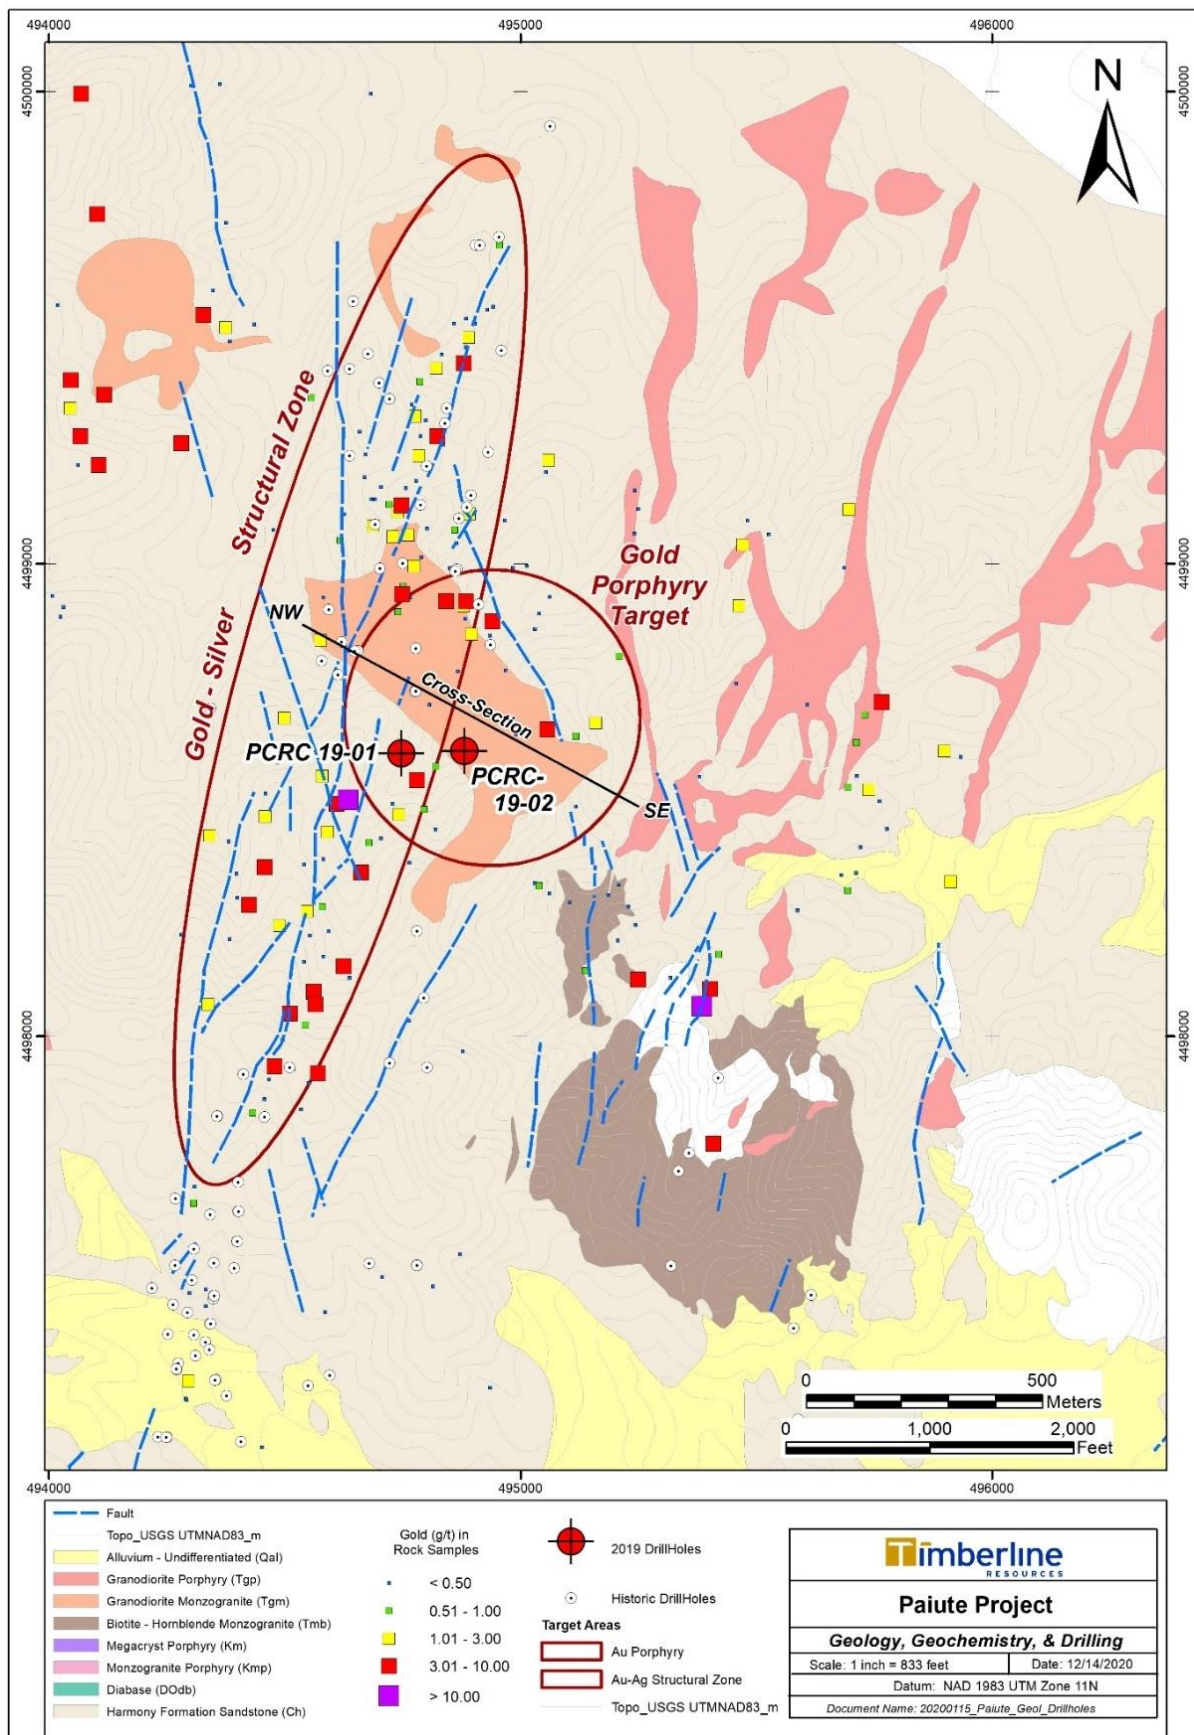 494000
495000
496000
4500000
4500000
N
Gold - Silver
Structural Zone
Gold
Porphyry
Target
4499000
4499000
NW
Cross-Section
SE
PCRC 19-01
PCRC-
19-02
4498000
4498000
0
500
Meters
0
1,000
2,000
Feet
494000
495000
496000
Fault
Topo_USGS UTMNAD83_m
Alluvium - Undifferentiated (Qal)
Granodiorite Porphyry (Tgp)
Granodiorite Monzogranite (Tgm)
Biotite - Hornblende Monzogranite (Tmb)
Megacryst Porphyry (Km)
Monzogranite Porphyry (Kmp)
Diabase (DOdb)
Harmony Formation Sandstone (Ch)
Gold (g/t) in
Rock Samples
< 0.50
0.51 - 1.00
1.01 - 3.00
3.01 - 10.00
> 10.00
2019 DrillHoles
Historic DrillHoles
Target Areas
Au Porphyry
Au-Ag Structural Zone
Topo_USGS UTMNAD83_m
Timberline
RESOURCES
Paiute Project
Geology, Geochemistry, & Drilling
Scale: 1 inch = 833 feet
Date: 12/14/2020
Datum: NAD 1983 UTM Zone 11N
Document Name: 20200115_Paiute_Geol_Drillholes